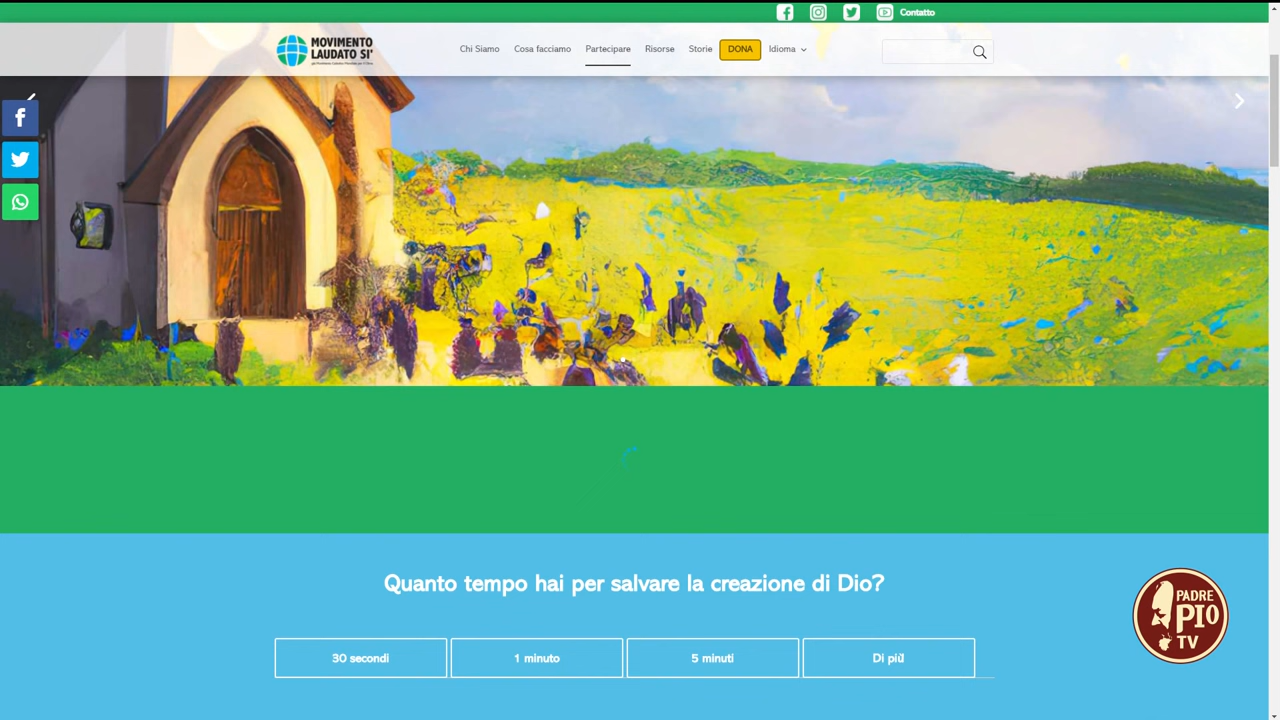 Contatto
MOVIMENTO
LAUDATO SI'
Chi Siamo
Cosa facciamo
Partecipare
Risorse
Storie
DONA
Idioma
Quanto tempo hai per salvare la creazione di Dio?
30 secondi
1 minuto
5 minuti
Di più!
PADRE
PIO
TV